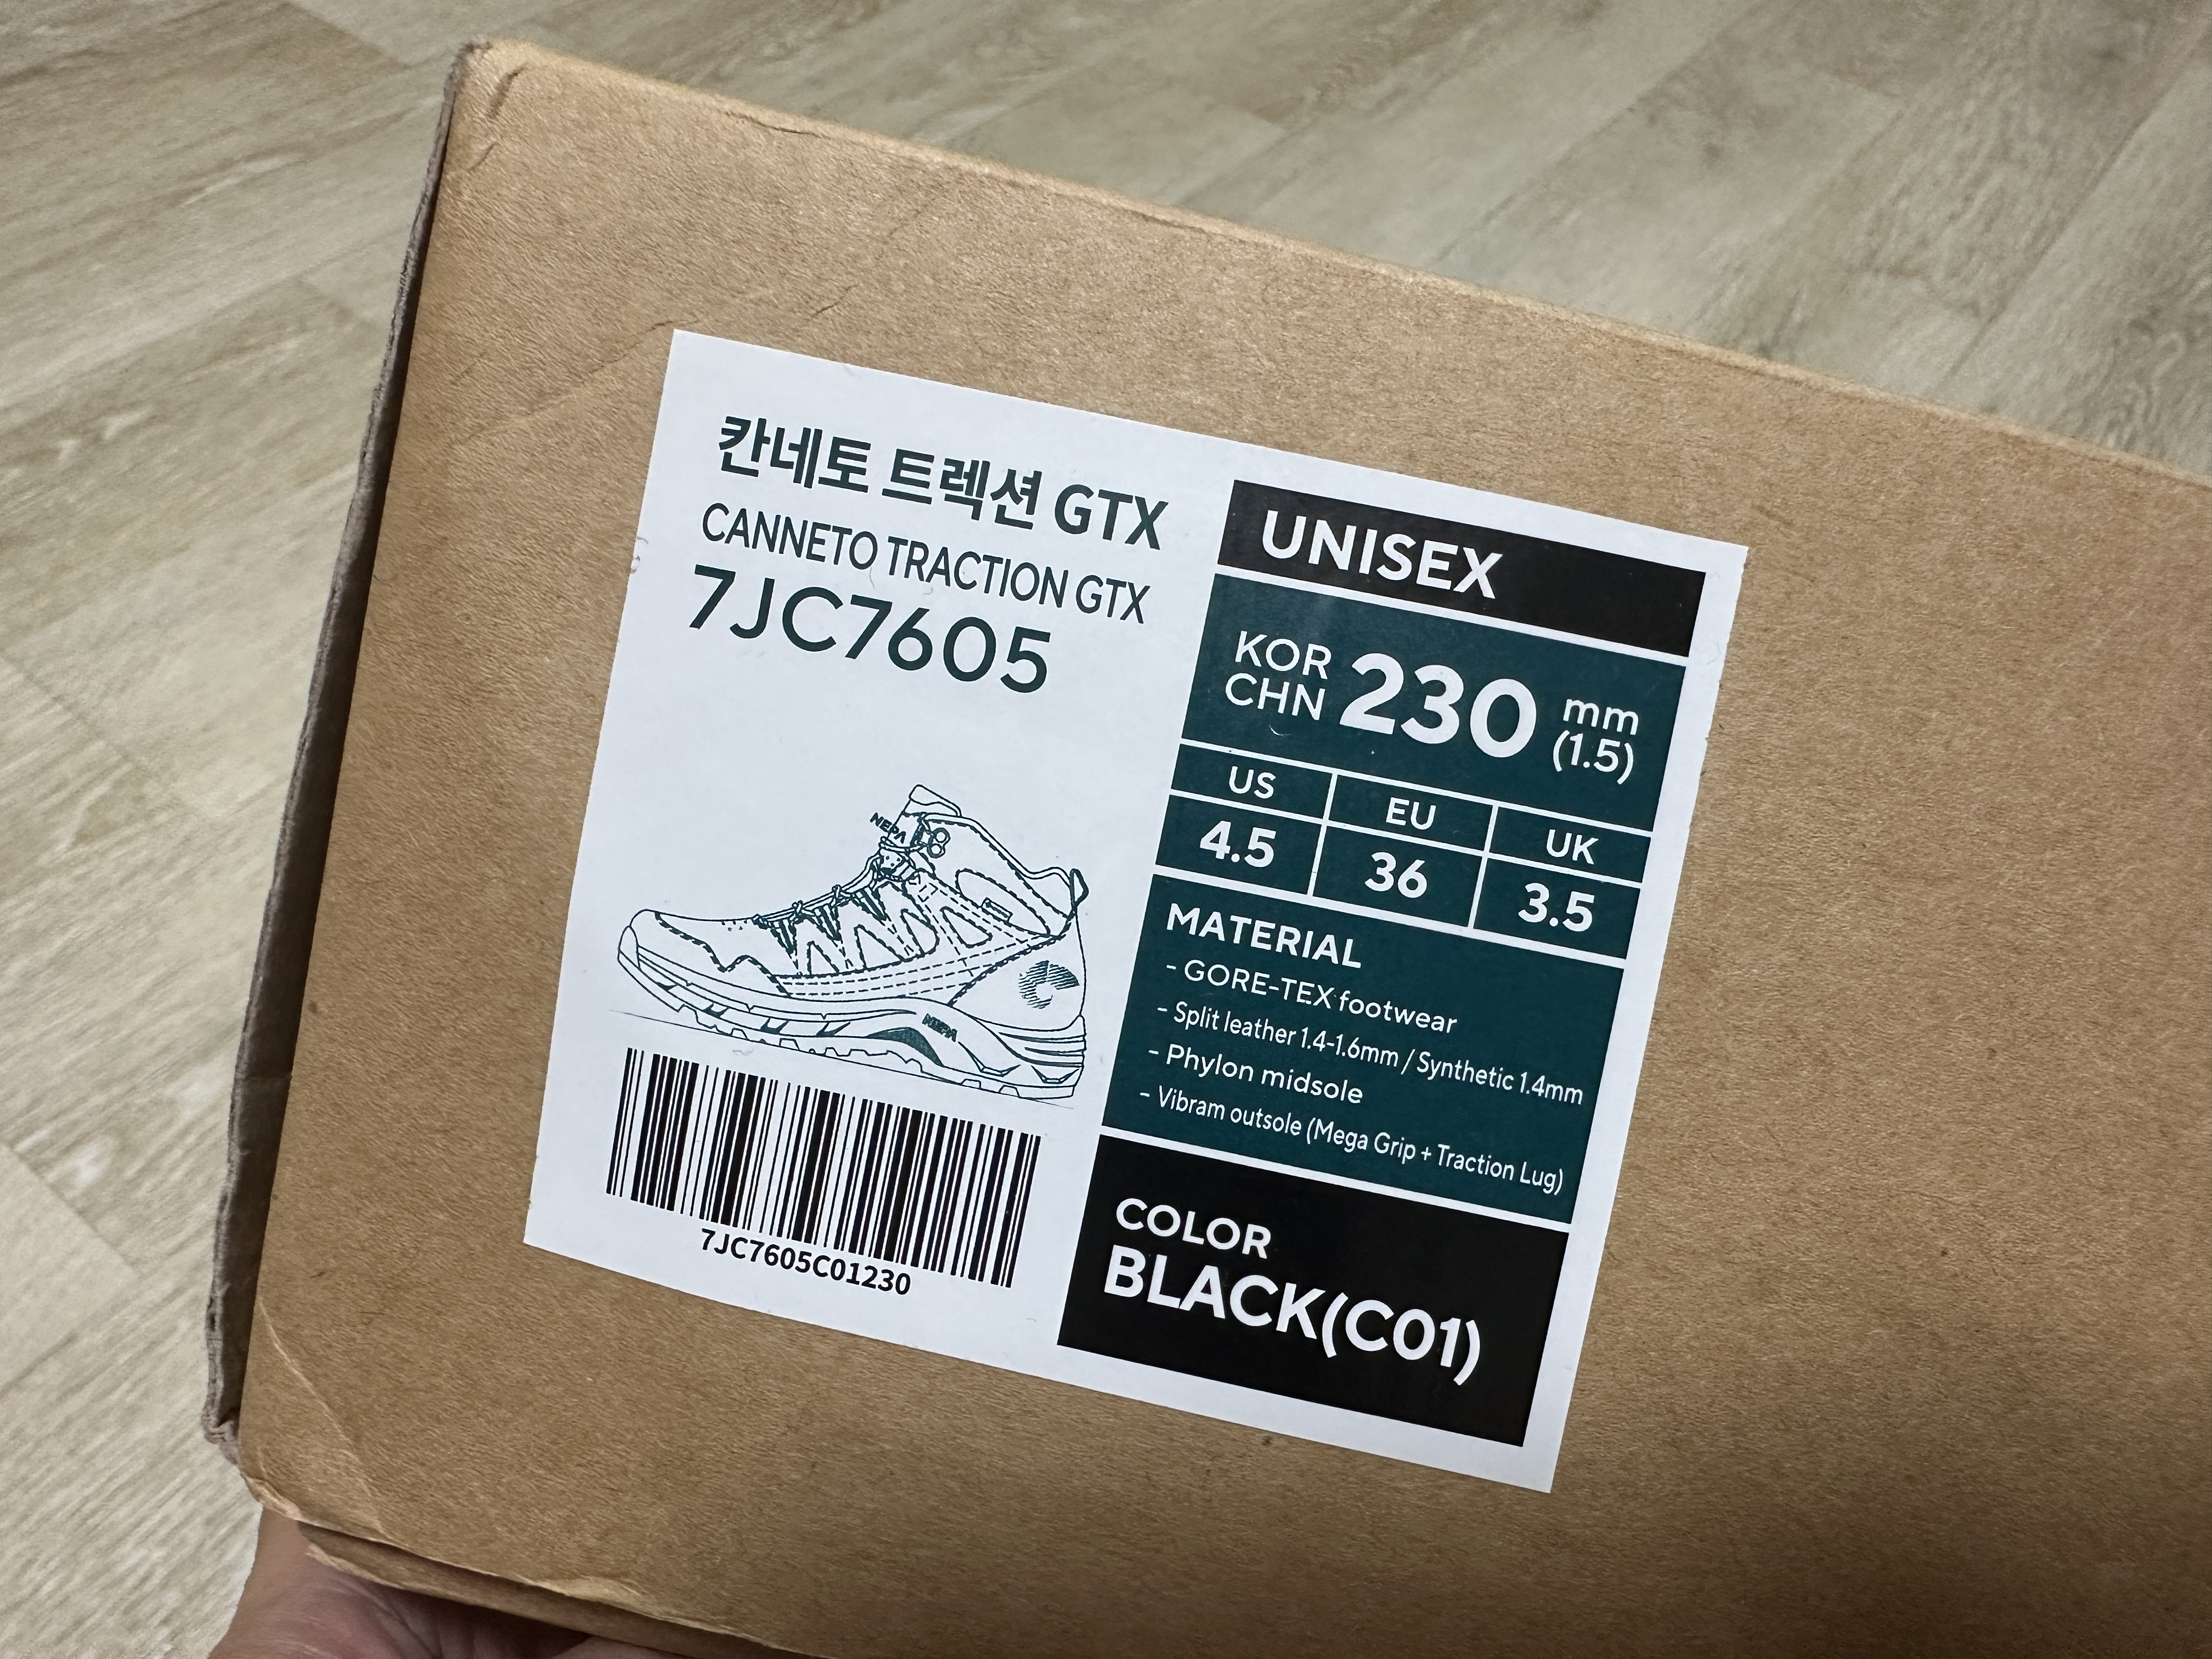 칸네토 트렉션 GTX
CANNETO TRACTION GTX
7JC7605
NEPA
NEPA
7JC7605C01230
UNISEX
KOR
CHN
230
mm
(1.5)
US
EU
UK
4.5
36
3.5
MATERIAL
- GORE-TEX footwear
- Split leather 1.4-1.6mm / Synthetic 1.4mm
- Phylon midsole
- Vibram outsole (Mega Grip + Traction Lug)
COLOR
BLACK(C01)